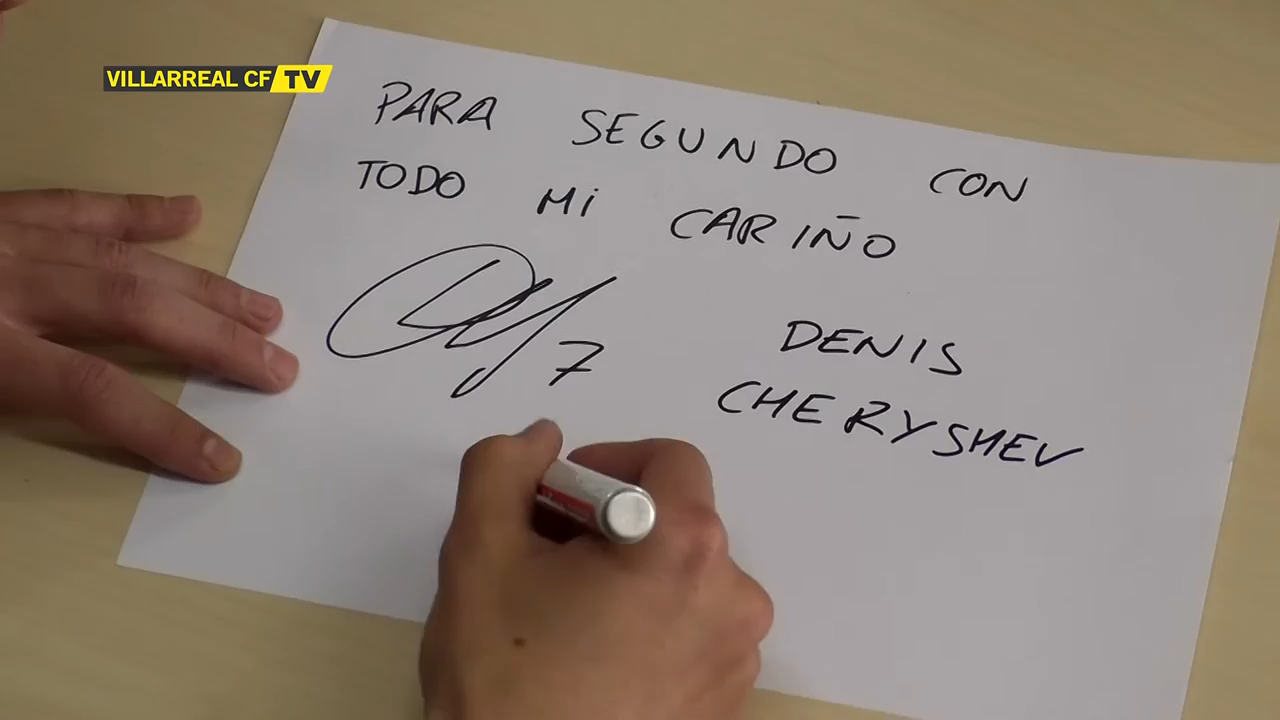 VILLARREAL CF TV
PARA SEGUNDO CON
TODO Mi CARIÑO
7
DENIS
CHERYSHEV